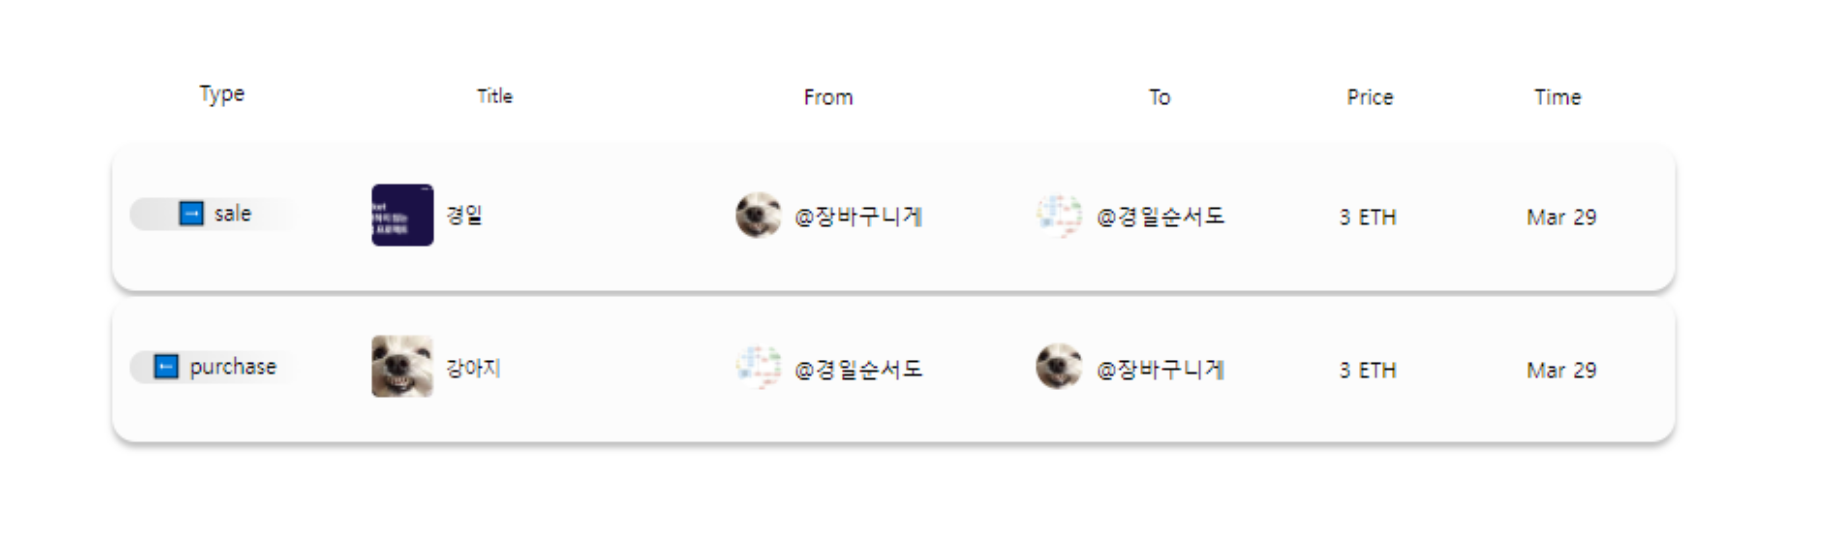 Type Title From To Price Time
sale 경일 @장바구니게 @경일순서도 3 ETH Mar 29
purchase 강아지 @경일순서도 @장바구니게 3 ETH Mar 29